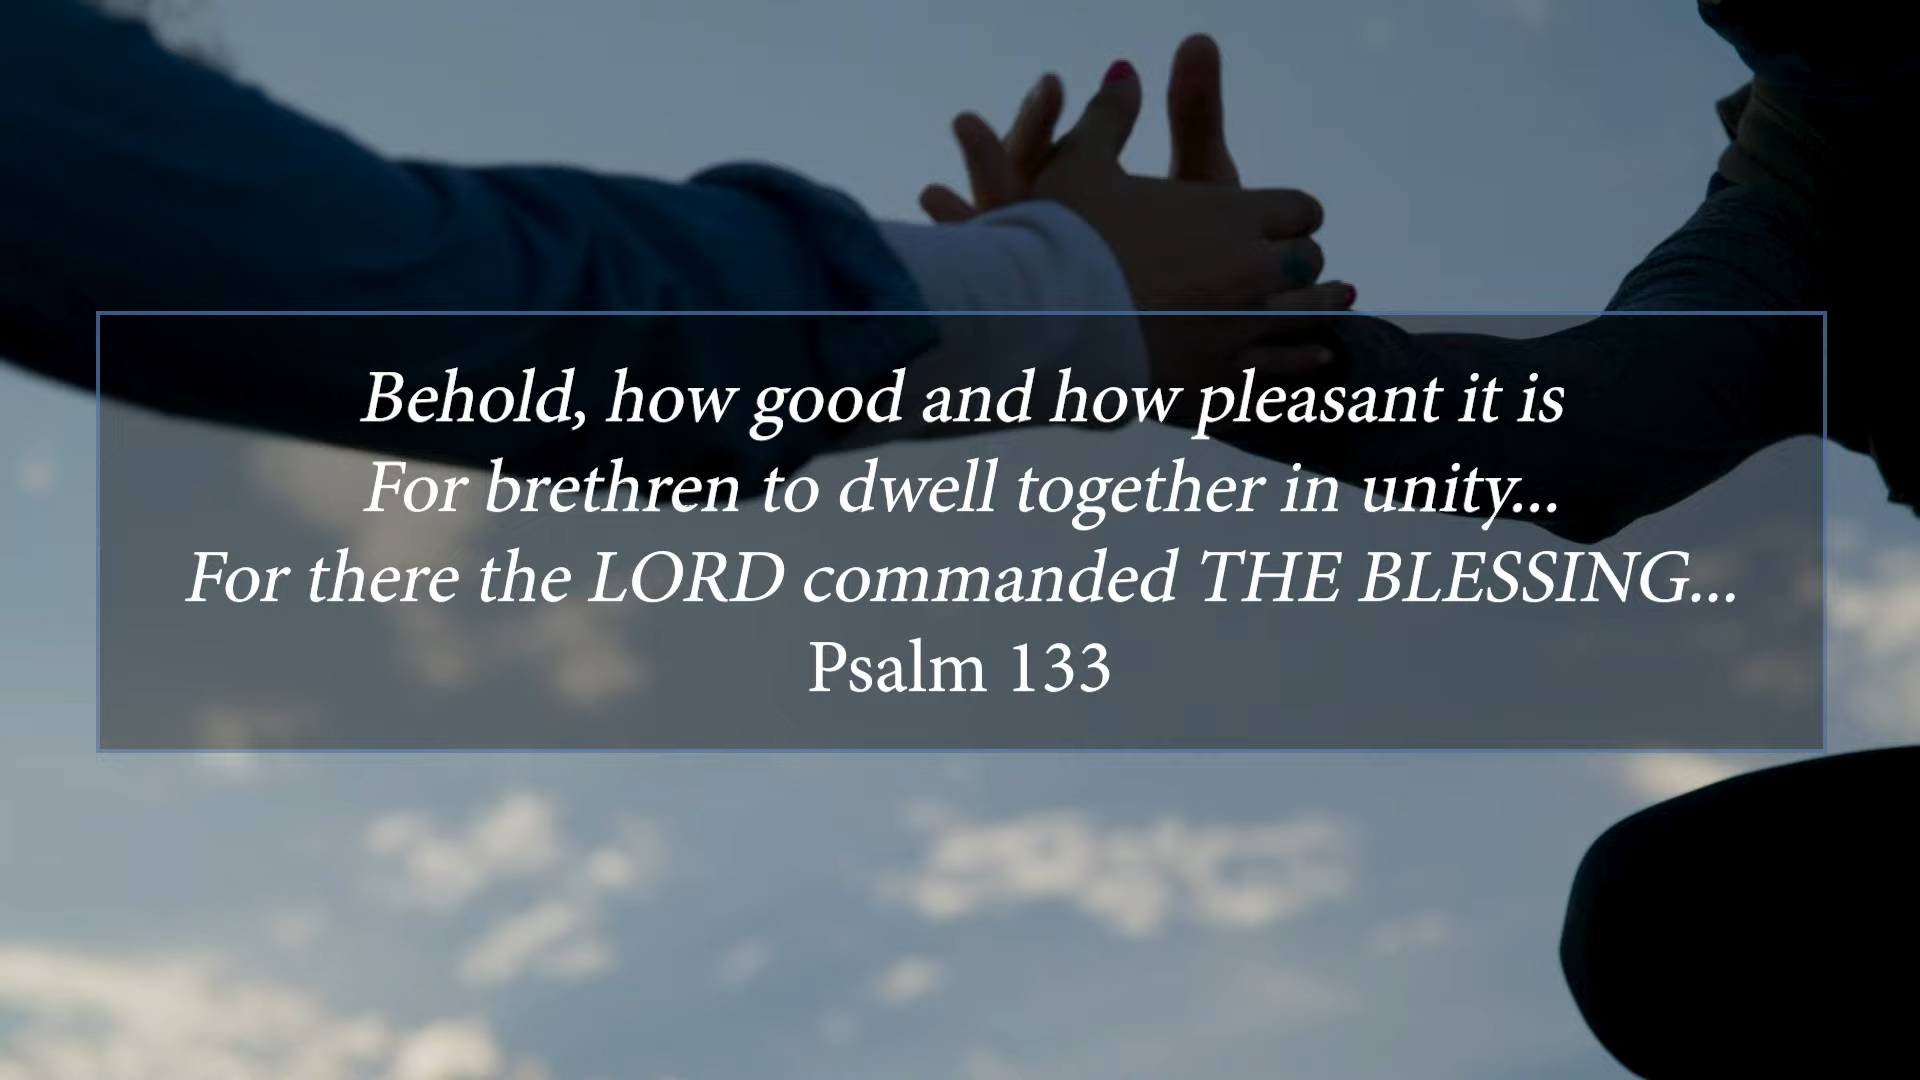 Behold, how good and how pleasant it is
For brethren to dwell together in unity...
For there the LORD commanded THE BLESSING...
Psalm 133